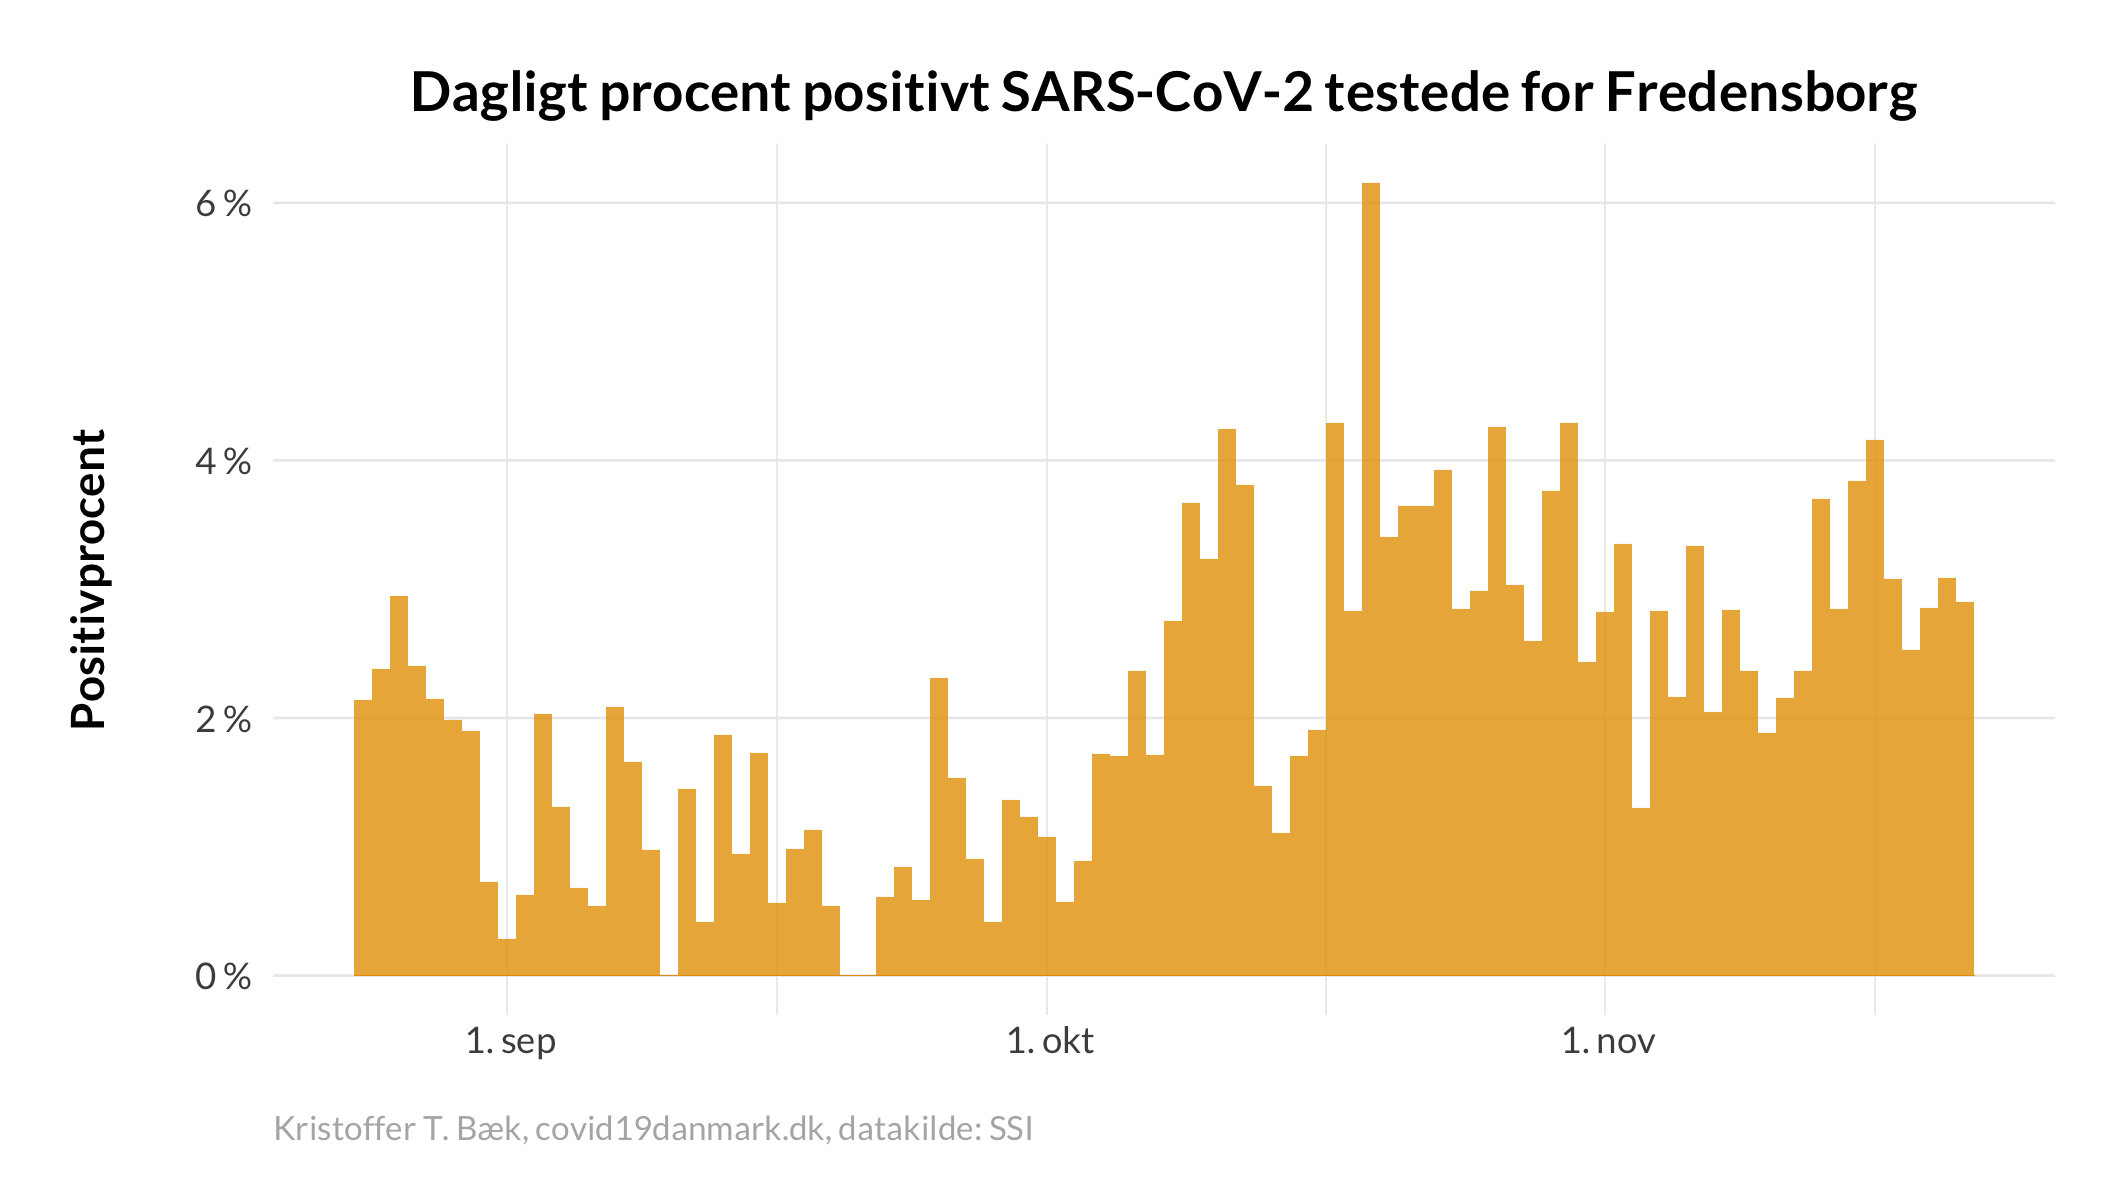 Dagligt procent positivt SARS-CoV-2 testede for Fredensborg
Positivprocent
6 %
4 %
2 %
0 %
1. sep
1. okt
1. nov
Kristoffer T. Bæk, covid19danmark.dk, datakilde: SSI